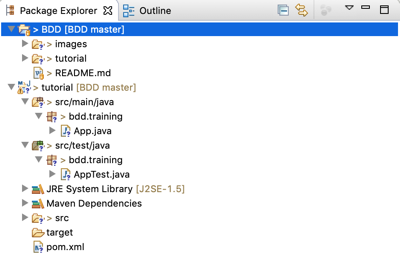 Package Explorer Outline
> BDD [BDD master]
> images
> tutorial
> README.md
> tutorial [BDD master]
> src/main/java
> bdd.training
> App.java
> src/test/java
> bdd.training
> AppTest.java
JRE System Library [J2SE-1.5]
Maven Dependencies
> src
target
pom.xml